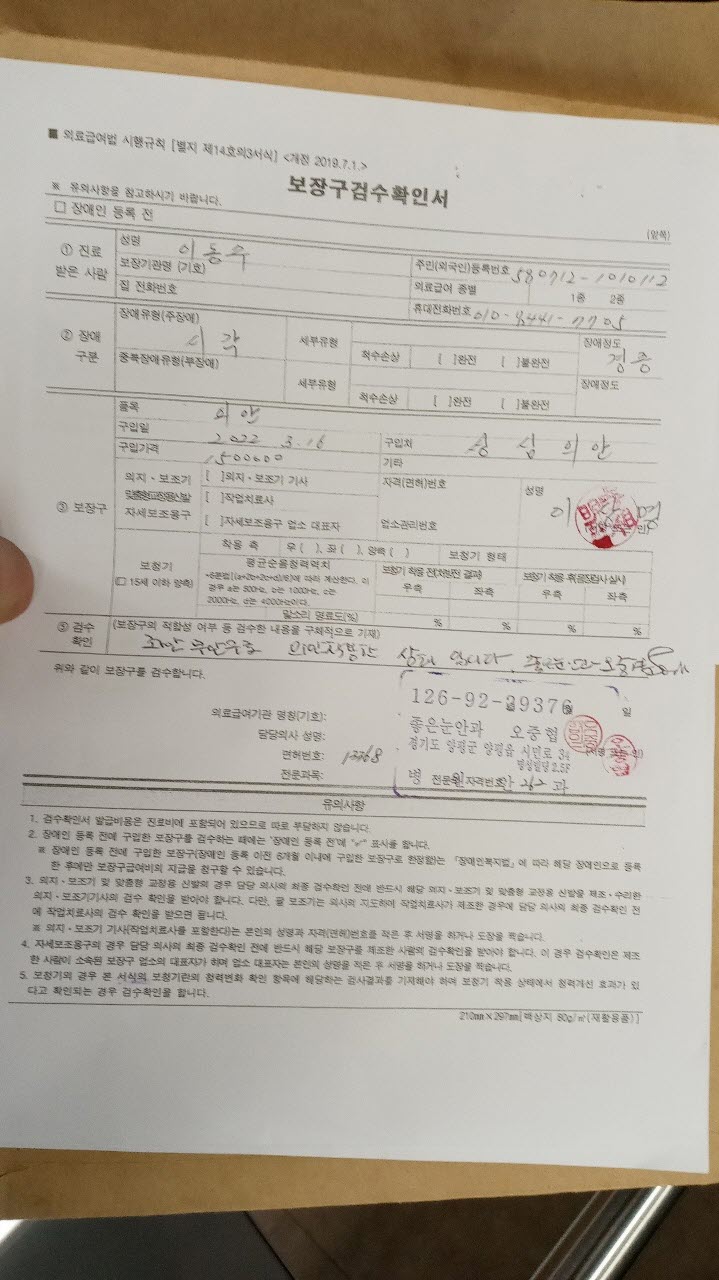 ■ 의료급여법 시행규칙 [별지 제14호의3서식] <개정 2019.7.1.>
보장구검수확인서
※ 유의사항을 참고하시기 바랍니다.
(앞쪽)
□ 장애인 등록 전
① 진료 받은 사람
성명 이동수
주민(외국인)등록번호 580712-1010112
보장기관명 (기호)
의료급여 종별 1종 2종
집 전화번호
휴대전화번호 010-9441-7705
② 장애 구분
장애유형(주장애) 시각
세부유형
척수손상 [ ]완전 [ ]불완전
장애정도 경증
중복장애유형(부장애)
세부유형
척수손상 [ ]완전 [ ]불완전
장애정도
③ 보장구
품목 의안
구입일 2022 3.16
구입처 성심의안
구입가격 1500600
기타
의지·보조기 맞춤형교정용신발 자세보조용구
[ ]의지·보조기 기사
[ ]작업치료사
[ ]자세보조용구 업소 대표자
자격(면허)번호
업소관리번호
성명 이 명
보청기
(□ 15세 이하 양측)
착용 측 우( ), 좌( ), 양측( ) 보청기 형태
평균순음청력역치
*6분법[(a+2b+2c+d)/6]에 따라 계산한다. 이
경우 a는 500Hz, b는 1000Hz, c는
2000Hz, d는 4000Hz이다.
보청기 착용 전(처방전 결과)
우측 좌측
보청기 착용 후(음장검사 실시)
우측 좌측
말소리 명료도(%) % % % %
⑤ 검수 확인
(보장구의 적합성 여부 등 검수한 내용을 구체적으로 기재)
좌안 무안구로 의안착용한 상태 입니다.
위와 같이 보장구를 검수합니다.
126-92-29376
일
의료급여기관 명칭(기호):
좋은눈안과 오중협
담당의사 성명:
경기도 양평군 양평읍 시민로 34
면허번호: 13768
전문과목:
전문의자격번호 안 262 과
유의사항
1. 검수확인서 발급비용은 진료비에 포함되어 있으므로 따로 부담하지 않습니다.
2. 장애인 등록 전에 구입한 보장구를 검수하는 때에는 "장애인 등록 전"에 "√" 표시를 합니다.
※ 장애인 등록 전에 구입한 보장구(장애인 등록 이전 6개월 이내에 구입한 보장구로 한정함)는 「장애인복지법」에 따라 해당 장애인으로 등록
한 후에만 보장구급여비의 지급을 청구할 수 있습니다.
3. 의지·보조기 및 맞춤형 교정용 신발의 경우 담당 의사의 최종 검수확인 전에 반드시 해당 의지·보조기 및 맞춤형 교정용 신발을 제조·수리한
의지·보조기기사의 검수 확인을 받아야 합니다. 다만, 팔 보조기는 의사의 지도하에 작업치료사가 제조한 경우에 담당 의사의 최종 검수확인 전
에 작업치료사의 검수 확인을 받으면 됩니다.
※ 의지·보조기 기사(작업치료사를 포함한다)는 본인의 성명과 자격(면허)번호를 적은 후 서명을 하거나 도장을 찍습니다.
4. 자세보조용구의 경우 담당 의사의 최종 검수확인 전에 반드시 해당 보장구를 제조한 사람의 검수확인을 받아야 합니다. 이 경우 검수확인은 제조
한 사람이 소속된 보장구 업소의 대표자가 하며 업소 대표자는 본인의 성명을 적은 후 서명을 하거나 도장을 찍습니다.
5. 보청기의 경우 본 서식의 보청기란의 청력변화 확인 항목에 해당하는 검사결과를 기재해야 하며 보청기 착용 상태에서 청력개선 효과가 있
다고 확인되는 경우 검수확인을 합니다.
210㎜×297㎜[백상지 80g/㎡(재활용품)]